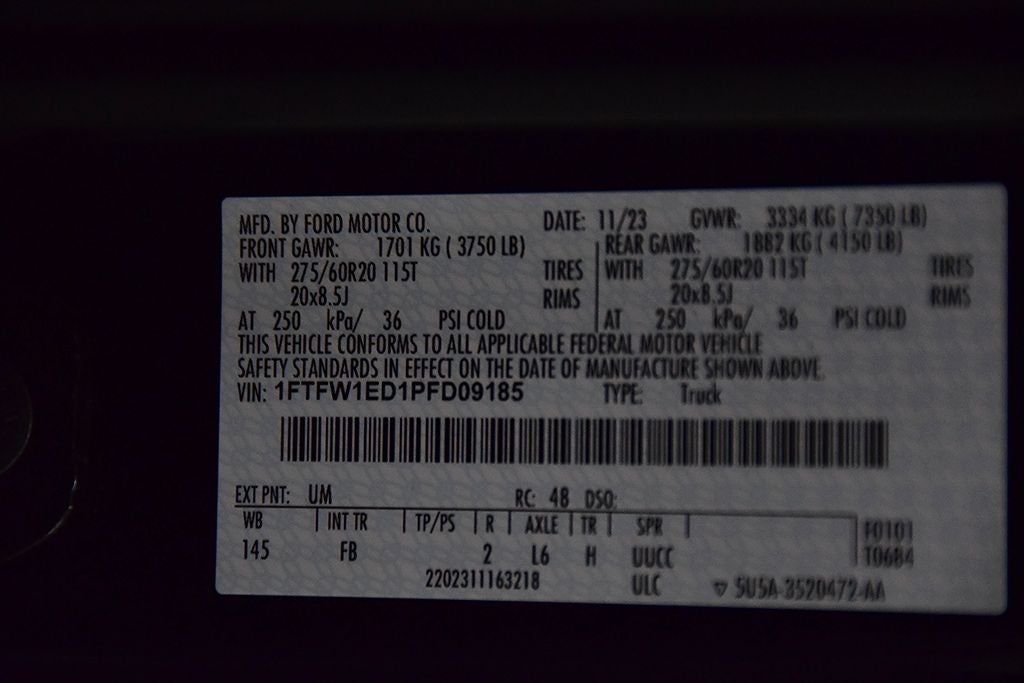 MFD. BY FORD MOTOR CO. DATE: 11/23 GVWR: 3334 KG ( 7350 LB)
FRONT GAWR: 1701 KG ( 3750 LB) REAR GAWR: 1882 KG ( 4150 LB)
WITH 275/60R20 115T TIRES WITH 275/60R20 115T TIRES
20x8.5J RIMS 20x8.5J RIMS
AT 250 kPa/ 36 PSI COLD AT 250 kPa/ 36 PSI COLD
THIS VEHICLE CONFORMS TO ALL APPLICABLE FEDERAL MOTOR VEHICLE
SAFETY STANDARDS IN EFFECT ON THE DATE OF MANUFACTURE SHOWN ABOVE.
VIN: 1FTFW1ED1PFD09185 TYPE: Truck
EXT PNT: UM RC: 48 DSO:
WB INT TR TP/PS R AXLE TR SPR F0101
145 FB 2 L6 H UUCC T0684
2202311163218 ULC ▽ 5U5A-3520472-AA